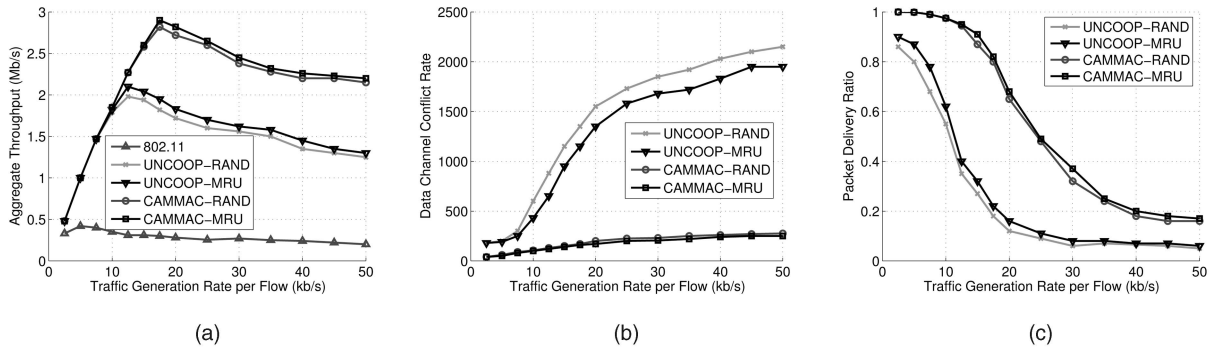 3
2.5
2
1.5
1
0.5
0
Aggregate Throughput (Mb/s)
802.11
UNCOOP−RAND
UNCOOP−MRU
CAMMAC−RAND
CAMMAC−MRU
0 10 20 30 40 50
Traffic Generation Rate per Flow (kb/s)
(a)
2500
2000
1500
1000
500
0
Data Channel Conflict Rate
UNCOOP−RAND
UNCOOP−MRU
CAMMAC−RAND
CAMMAC−MRU
0 10 20 30 40 50
Traffic Generation Rate per Flow (kb/s)
(b)
1
0.8
0.6
0.4
0.2
0
Packet Delivery Ratio
UNCOOP−RAND
UNCOOP−MRU
CAMMAC−RAND
CAMMAC−MRU
0 10 20 30 40 50
Traffic Generation Rate per Flow (kb/s)
(c)